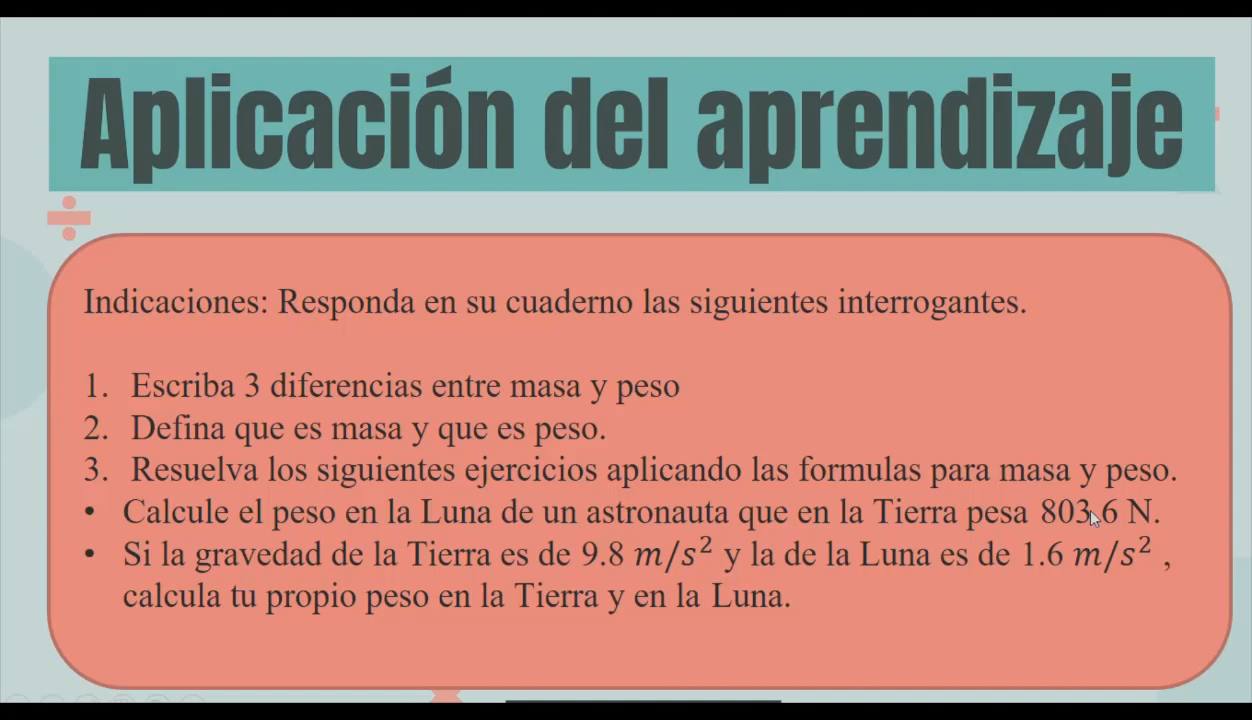 Aplicación del aprendizaje
Indicaciones: Responda en su cuaderno las siguientes interrogantes.
1. Escriba 3 diferencias entre masa y peso
2. Defina que es masa y que es peso.
3. Resuelva los siguientes ejercicios aplicando las formulas para masa y peso.
• Calcule el peso en la Luna de un astronauta que en la Tierra pesa 803.6 N.
• Si la gravedad de la Tierra es de 9.8 m/s² y la de la Luna es de 1.6 m/s² ,
calcula tu propio peso en la Tierra y en la Luna.